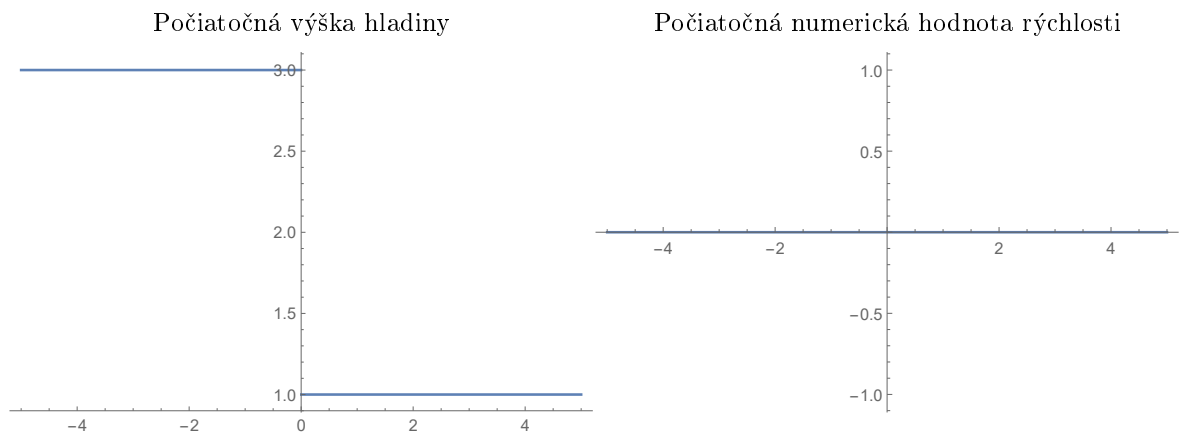 Počiatočná výška hladiny
Počiatočná numerická hodnota rýchlosti
3.0
2.5
2.0
1.5
1.0
−4 −2 0 2 4
1.0
0.5
−4 −2 2 4
−0.5
−1.0